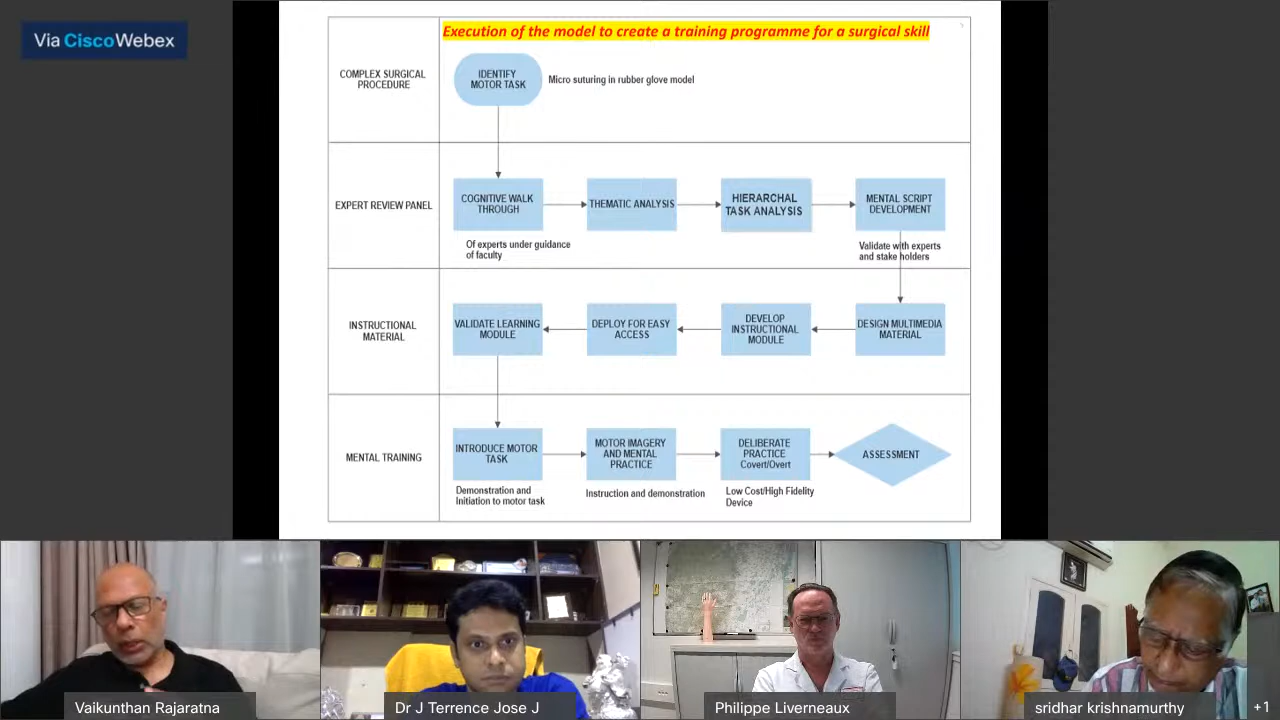 Via CiscoWebex
Execution of the model to create a training programme for a surgical skill
COMPLEX SURGICAL
PROCEDURE
IDENTIFY
MOTOR TASK
Micro suturing in rubber glove model
EXPERT REVIEW PANEL
COGNITIVE WALK
THROUGH
THEMATIC ANALYSIS
HIERARCHAL
TASK ANALYSIS
MENTAL SCRIPT
DEVELOPMENT
Of experts under guidance
of faculty
Validate with experts
and stake holders
INSTRUCTIONAL
MATERIAL
VALIDATE LEARNING
MODULE
DEPLOY FOR EASY
ACCESS
DEVELOP
INSTRUCTIONAL
MODULE
DESIGN MULTIMEDIA
MATERIAL
MENTAL TRAINING
INTRODUCE MOTOR
TASK
MOTOR IMAGERY
AND MENTAL
PRACTICE
DELIBERATE
PRACTICE
Covert/Overt
ASSESSMENT
Demonstration and
Initiation to motor task
Instruction and demonstration
Low Cost/High Fidelity
Device
Vaikunthan Rajaratna
Dr J Terrence Jose J
Philippe Liverneaux
sridhar krishnamurthy
+1